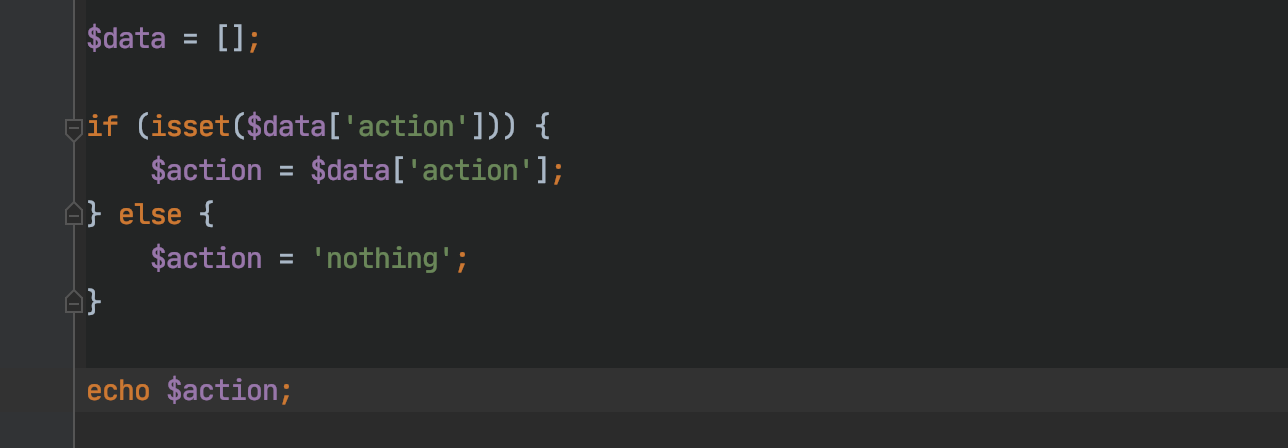 $data = [];
if (isset($data['action'])) {
    $action = $data['action'];
} else {
    $action = 'nothing';
}
echo $action;